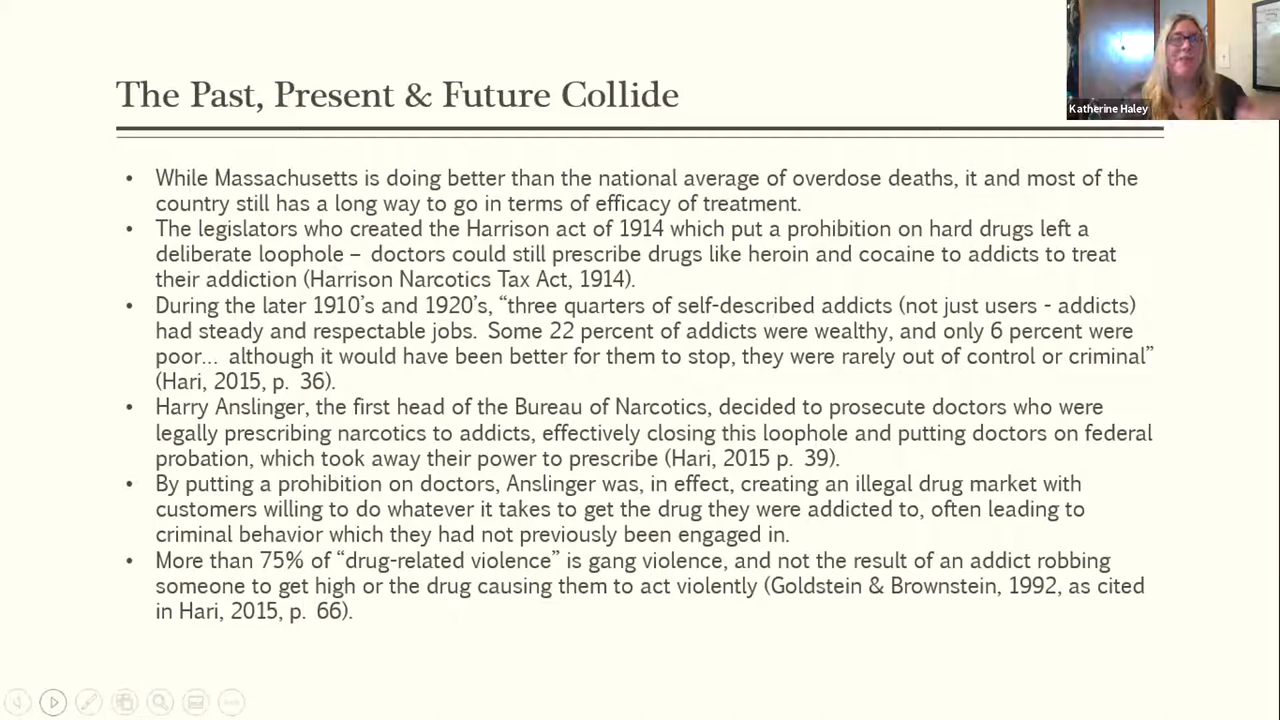 The Past, Present & Future Collide
Katherine Haley
• While Massachusetts is doing better than the national average of overdose deaths, it and most of the
country still has a long way to go in terms of efficacy of treatment.
• The legislators who created the Harrison act of 1914 which put a prohibition on hard drugs left a
deliberate loophole – doctors could still prescribe drugs like heroin and cocaine to addicts to treat
their addiction (Harrison Narcotics Tax Act, 1914).
• During the later 1910’s and 1920’s, “three quarters of self-described addicts (not just users - addicts)
had steady and respectable jobs. Some 22 percent of addicts were wealthy, and only 6 percent were
poor… although it would have been better for them to stop, they were rarely out of control or criminal”
(Hari, 2015, p. 36).
• Harry Anslinger, the first head of the Bureau of Narcotics, decided to prosecute doctors who were
legally prescribing narcotics to addicts, effectively closing this loophole and putting doctors on federal
probation, which took away their power to prescribe (Hari, 2015 p. 39).
• By putting a prohibition on doctors, Anslinger was, in effect, creating an illegal drug market with
customers willing to do whatever it takes to get the drug they were addicted to, often leading to
criminal behavior which they had not previously been engaged in.
• More than 75% of “drug-related violence” is gang violence, and not the result of an addict robbing
someone to get high or the drug causing them to act violently (Goldstein & Brownstein, 1992, as cited
in Hari, 2015, p. 66).